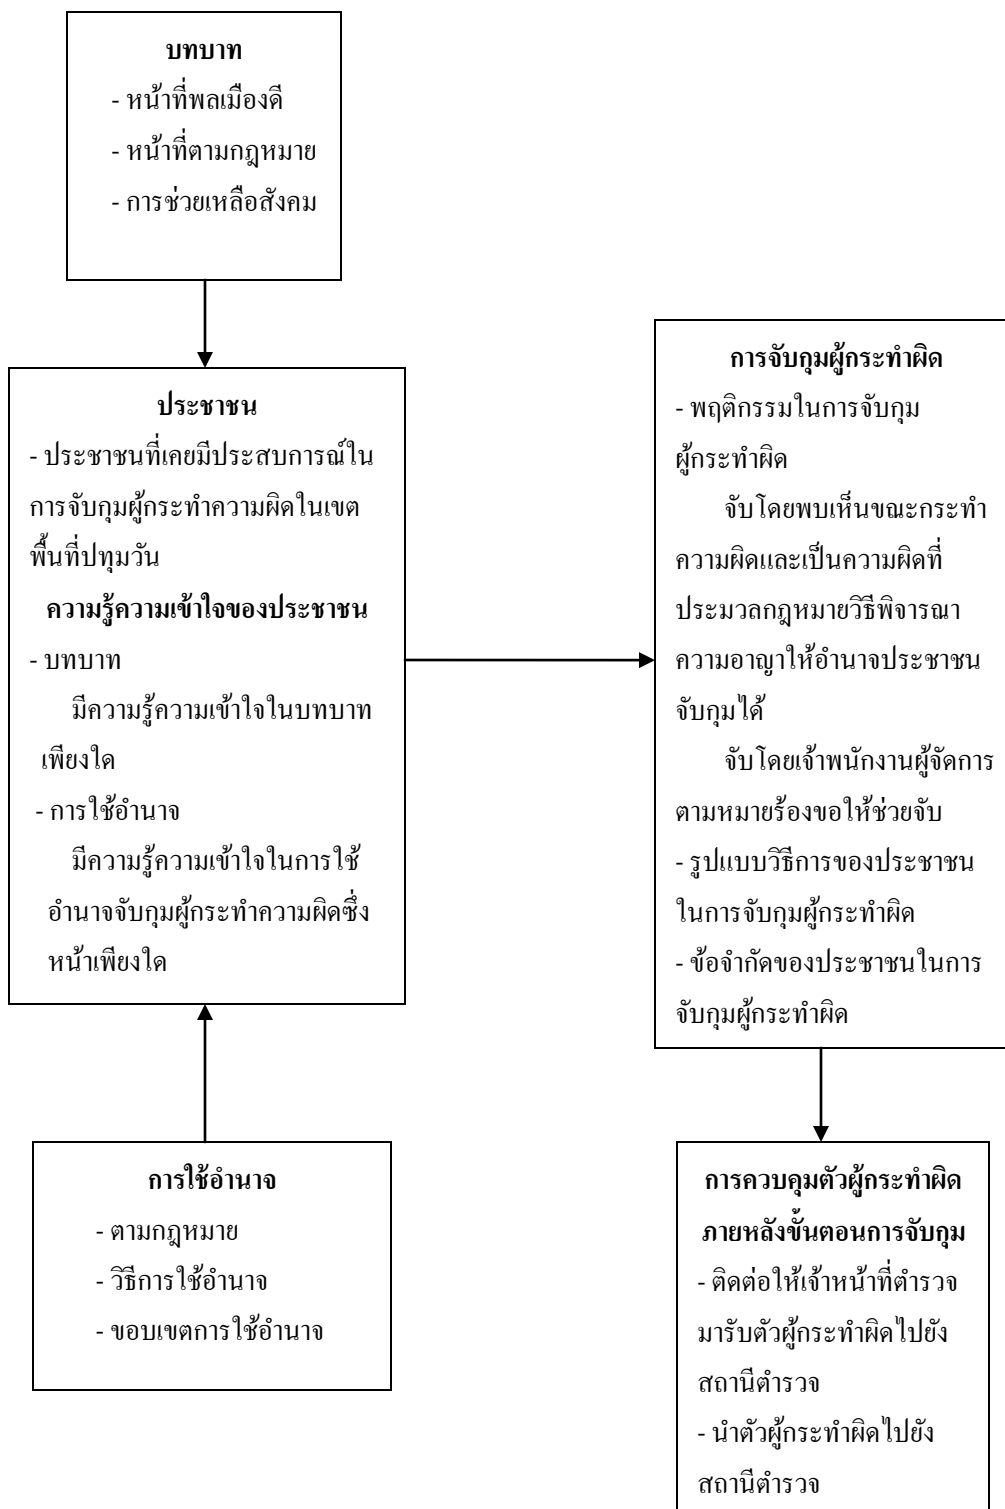 บทบาท
- หน้าที่พลเมืองดี
- หน้าที่ตามกฎหมาย
- การช่วยเหลือสังคม
ประชาชน
- ประชาชนที่เคยมีประสบการณ์ใน
การจับกุมผู้กระทำความผิดในเขต
พื้นที่ปทุมวัน
ความรู้ความเข้าใจของประชาชน
- บทบาท
มีความรู้ความเข้าใจในบทบาท
เพียงใด
- การใช้อำนาจ
มีความรู้ความเข้าใจในการใช้
อำนาจจับกุมผู้กระทำความผิดซึ่ง
หน้าเพียงใด
การใช้อำนาจ
- ตามกฎหมาย
- วิธีการใช้อำนาจ
- ขอบเขตการใช้อำนาจ
การจับกุมผู้กระทำผิด
- พฤติกรรมในการจับกุม
ผู้กระทำผิด
จับโดยพบเห็นขณะกระทำ
ความผิดและเป็นความผิดที่
ประมวลกฎหมายวิธีพิจารณา
ความอาญาให้อำนาจประชาชน
จับกุมได้
จับโดยเจ้าพนักงานผู้จัดการ
ตามหมายร้องขอให้ช่วยจับ
- รูปแบบวิธีการของประชาชน
ในการจับกุมผู้กระทำผิด
- ข้อจำกัดของประชาชนในการ
จับกุมผู้กระทำผิด
การควบคุมตัวผู้กระทำผิด
ภายหลังขั้นตอนการจับกุม
- ติดต่อให้เจ้าหน้าที่ตำรวจ
มารับตัวผู้กระทำผิดไปยัง
สถานีตำรวจ
- นำตัวผู้กระทำผิดไปยัง
สถานีตำรวจ